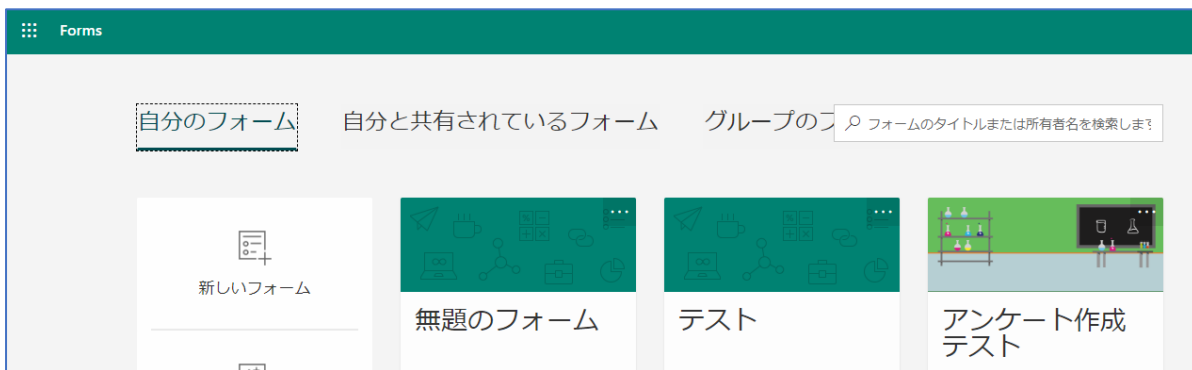 Forms
自分のフォーム
自分と共有されているフォーム
グループのフ
フォームのタイトルまたは所有者名を検索しま
新しいフォーム
無題のフォーム
テスト
アンケート作成
テスト